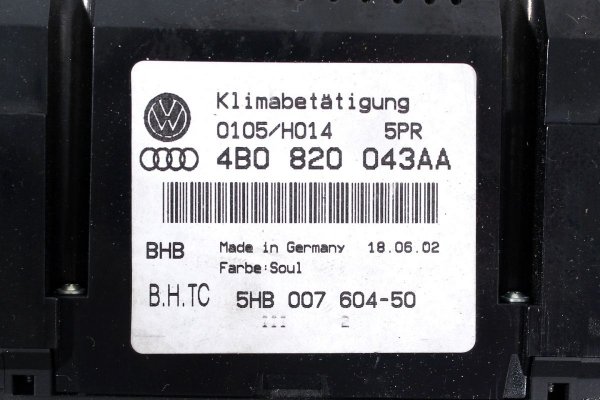 Klimabetätigung
0105/H014 5PR
4B0 820 043AA
BHB Made in Germany 18.06.02
Farbe:Soul
B.H.TC 5HB 007 604-50
III 2